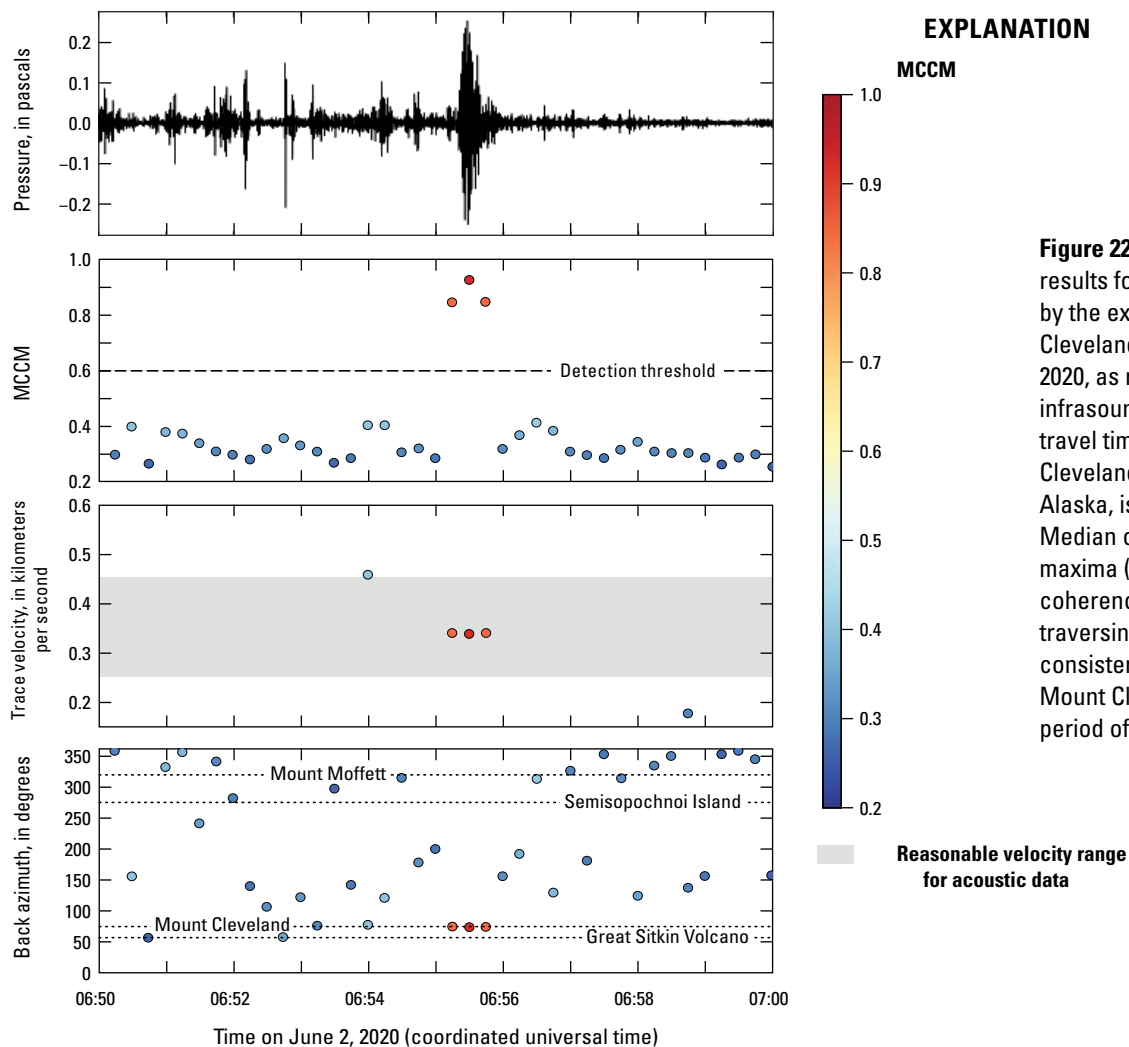 Pressure, in pascals
0.2
0.1
0.0
−0.1
−0.2
MCCM
1.0
0.8
0.6
0.4
0.2
Detection threshold
Trace velocity, in kilometers
per second
0.6
0.5
0.4
0.3
0.2
Back azimuth, in degrees
350
300
250
200
150
100
50
0
Mount Moffett
Semisopochnoi Island
Mount Cleveland
Great Sitkin Volcano
06:50 06:52 06:54 06:56 06:58 07:00
Time on June 2, 2020 (coordinated universal time)
EXPLANATION
MCCM
1.0
0.9
0.8
0.7
0.6
0.5
0.4
0.3
0.2
Reasonable velocity range
for acoustic data
Figure 22
results fo
by the ex
Cleveland
2020, as
infrasoun
travel tim
Cleveland
Alaska, is
Median
maxima (
coherenc
traversin
consister
Mount Cl
period of